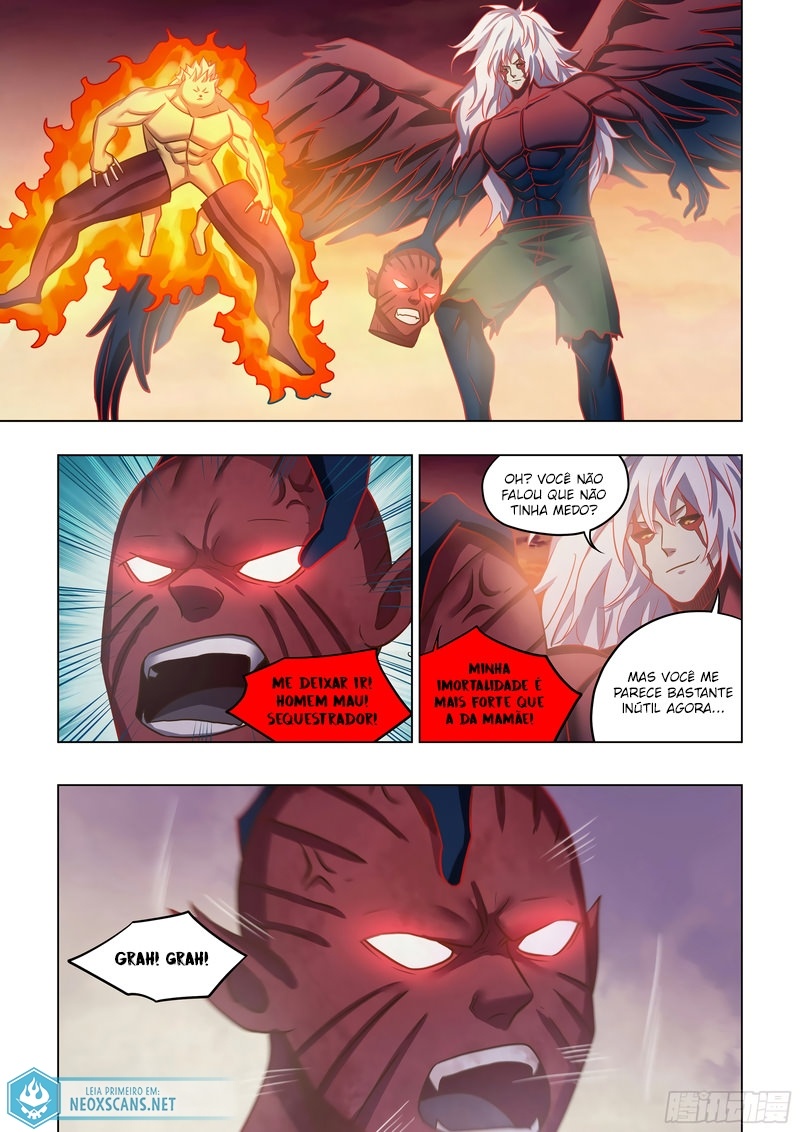 OH? VOCÊ NÃO
FALOU QUE NÃO
TINHA MEDO?
ME DEIXAR IR!
HOMEM MAU!
SEQUESTRADOR!
MINHA
IMORTALIDADE É
MAIS FORTE QUE
A DA MAMÃE!
MAS VOCÊ ME
PARECE BASTANTE
INÚTIL AGORA...
GRAH! GRAH!
LEIA PRIMEIRO EM:
NEOXSCANS.NET
腾讯动漫